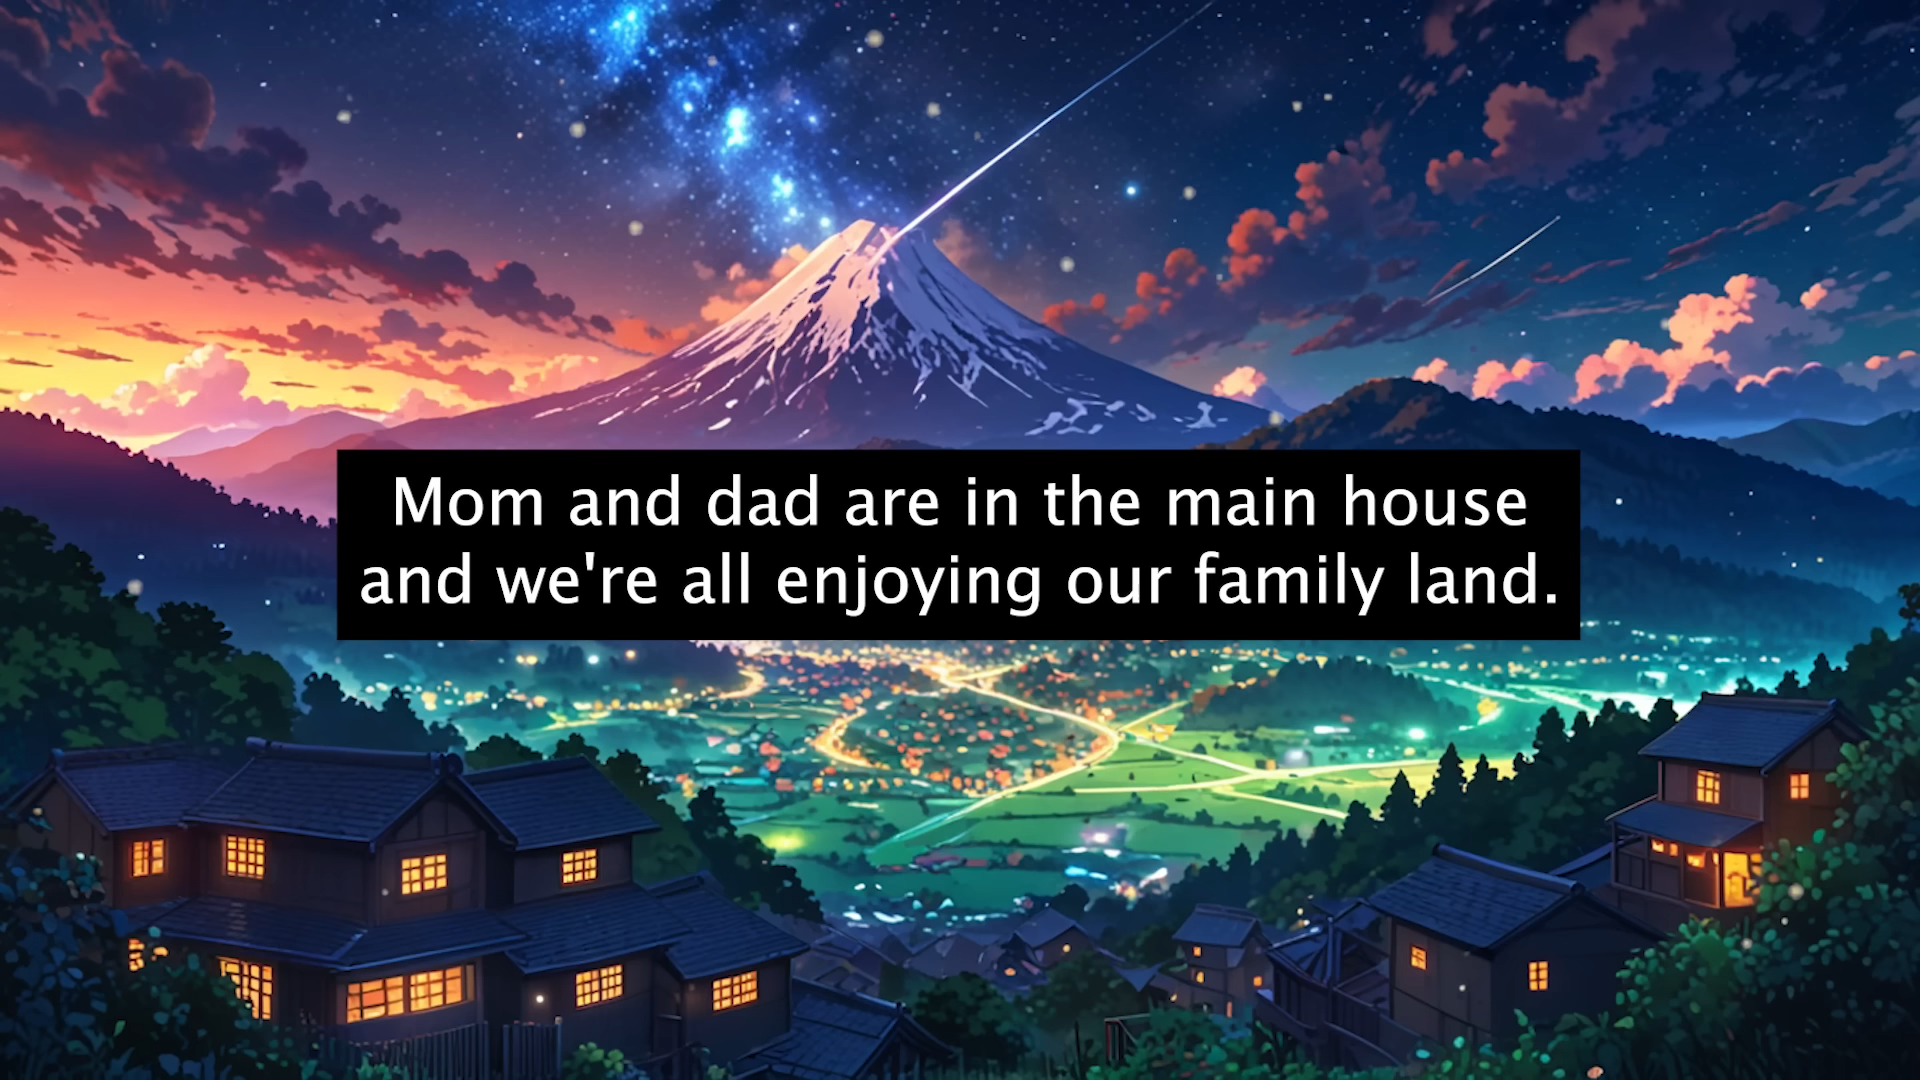 Mom and dad are in the main house
and we're all enjoying our family land.